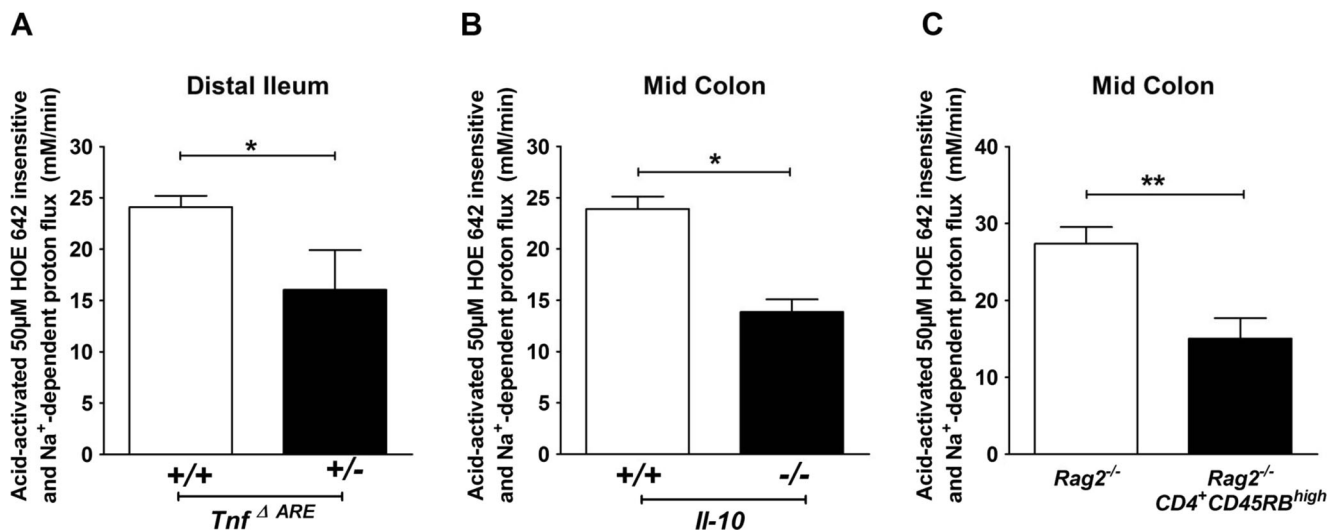 A
Distal Ileum
Acid-activated 50µM HOE 642 insensitive
and Na⁺-dependent proton flux (mM/min)
30
25
20
15
10
5
0
*
+/+
+/-
Tnf Δ ARE
B
Mid Colon
Acid-activated 50µM HOE 642 insensitive
and Na⁺-dependent proton flux (mM/min)
30
25
20
15
10
5
0
*
+/+
-/-
Il-10
C
Mid Colon
Acid-activated 50µM HOE 642 insensitive
and Na⁺-dependent proton flux (mM/min)
40
30
20
10
0
**
Rag2⁻/⁻
Rag2⁻/⁻
CD4⁺CD45RBʰⁱᵍʰ